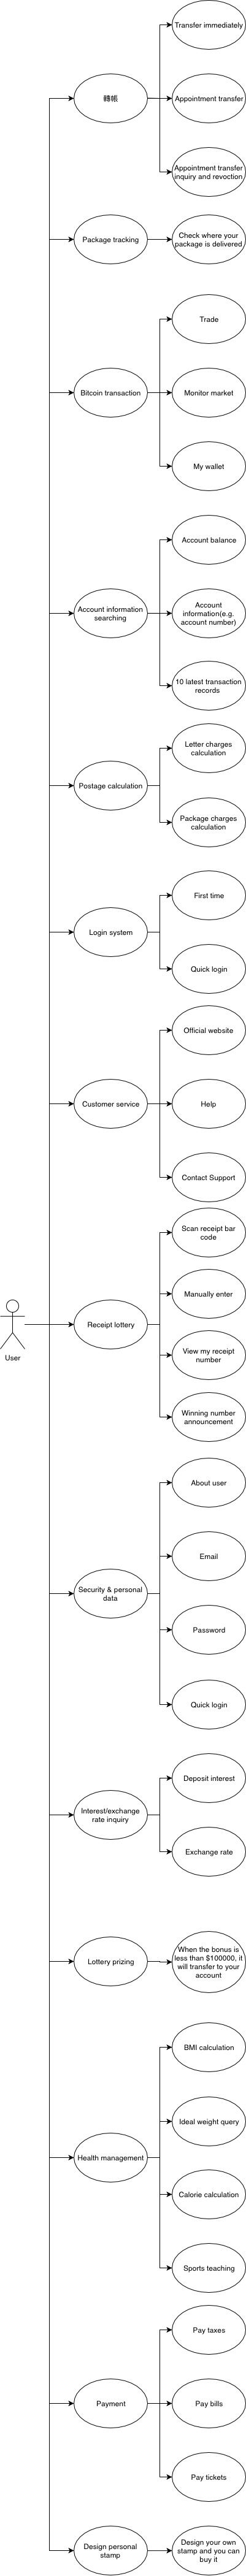 Transfer immediately
轉帳
Appointment transfer
Appointment transfer
inquiry and revoction
Package tracking
Check where your
package is delivered
Trade
Bitcoin transaction
Monitor market
My wallet
Account balance
Account information
searching
Account
information(e.g.
account number)
10 latest transaction
records
Letter charges
calculation
Postage calculation
Package charges
calculation
First time
Login system
Quick login
Official website
Customer service
Help
Contact Support
Scan receipt bar
code
Manually enter
Receipt lottery
User
View my receipt
number
Winning number
announcement
About user
Email
Security & personal
data
Password
Quick login
Deposit interest
Interest/exchange
rate inquiry
Exchange rate
Lottery prizing
When the bonus is
less than $100000, it
will transfer to your
account
BMI calculation
Ideal weight query
Health management
Calorie calculation
Sports teaching
Pay taxes
Payment
Pay bills
Pay tickets
Design personal
stamp
Design your own
stamp and you can
buy it